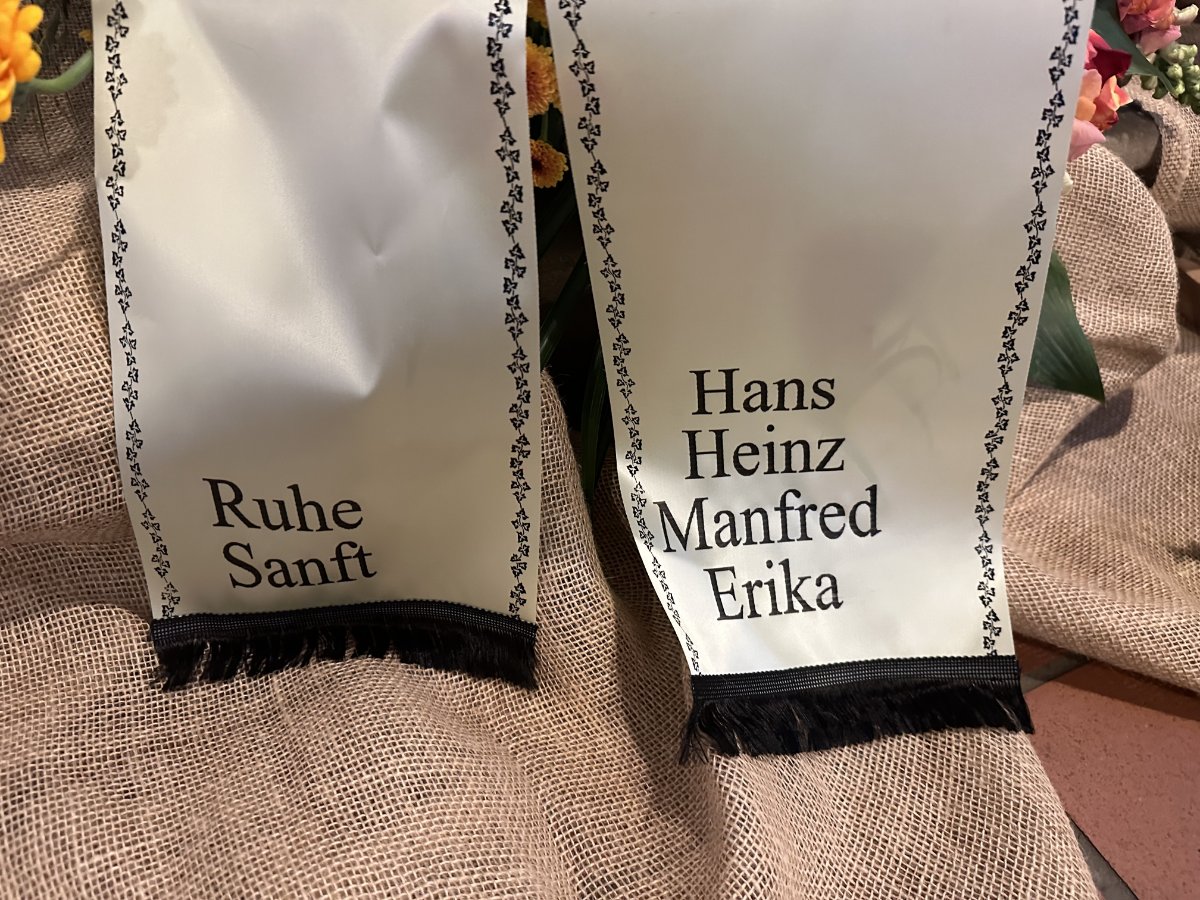 Ruhe
Sanft
Hans
Heinz
Manfred
Erika